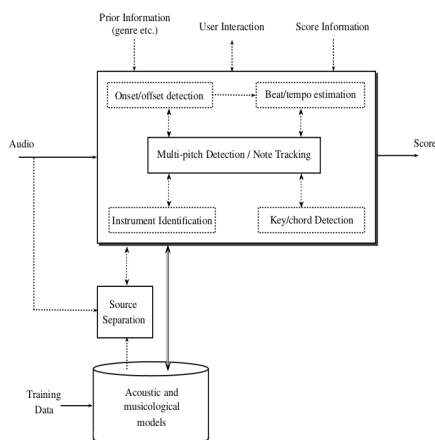 Prior Information
(genre etc.)
User Interaction
Score Information
Onset/offset detection
Beat/tempo estimation
Audio
Multi-pitch Detection / Note Tracking
Score
Instrument Identification
Key/chord Detection
Source
Separation
Training
Data
Acoustic and
musicological
models